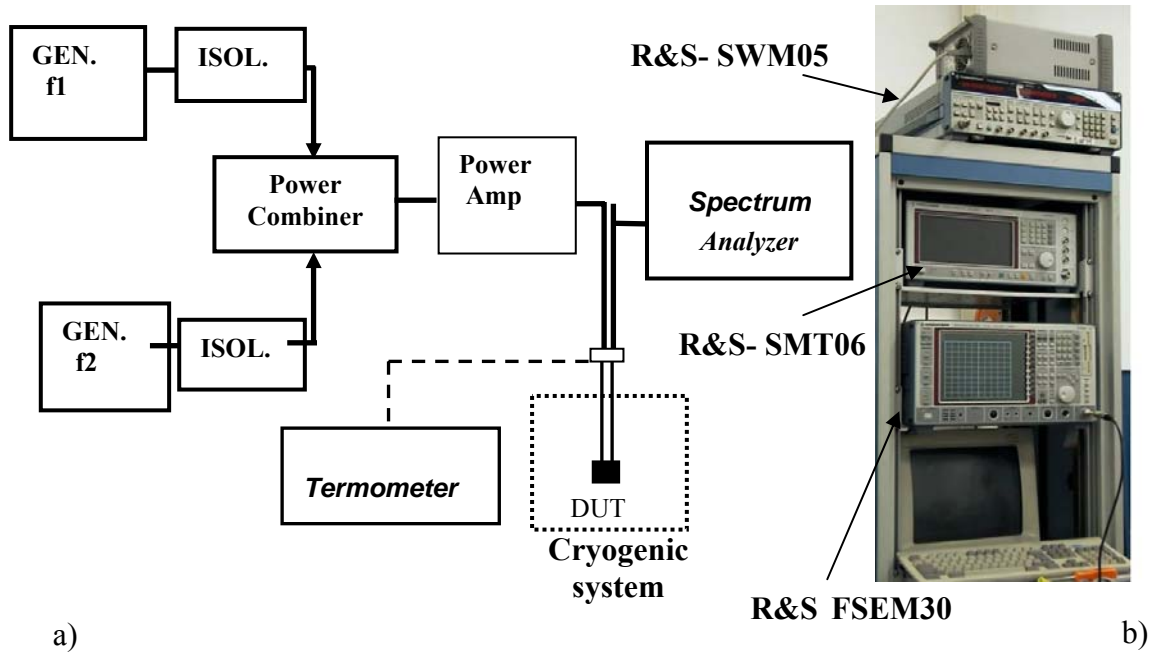 GEN.
f1
ISOL.
Power
Combiner
Power
Amp
Spectrum
Analyzer
GEN.
f2
ISOL.
Termometer
DUT
Cryogenic
system
a)
R&S- SWM05
R&S- SMT06
R&S FSEM30
b)